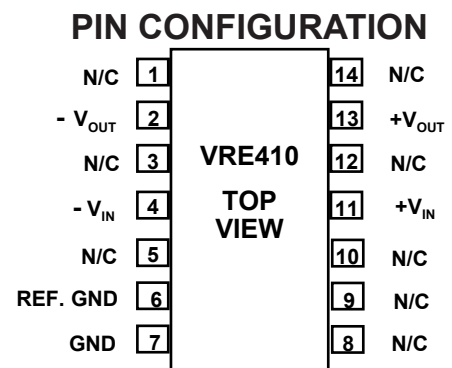 PIN CONFIGURATION
N/C 1 14 N/C
- VOUT 2 13 +VOUT
N/C 3 VRE410 12 N/C
- VIN 4 TOP 11 +VIN
VIEW
N/C 5 10 N/C
REF. GND 6 9 N/C
GND 7 8 N/C